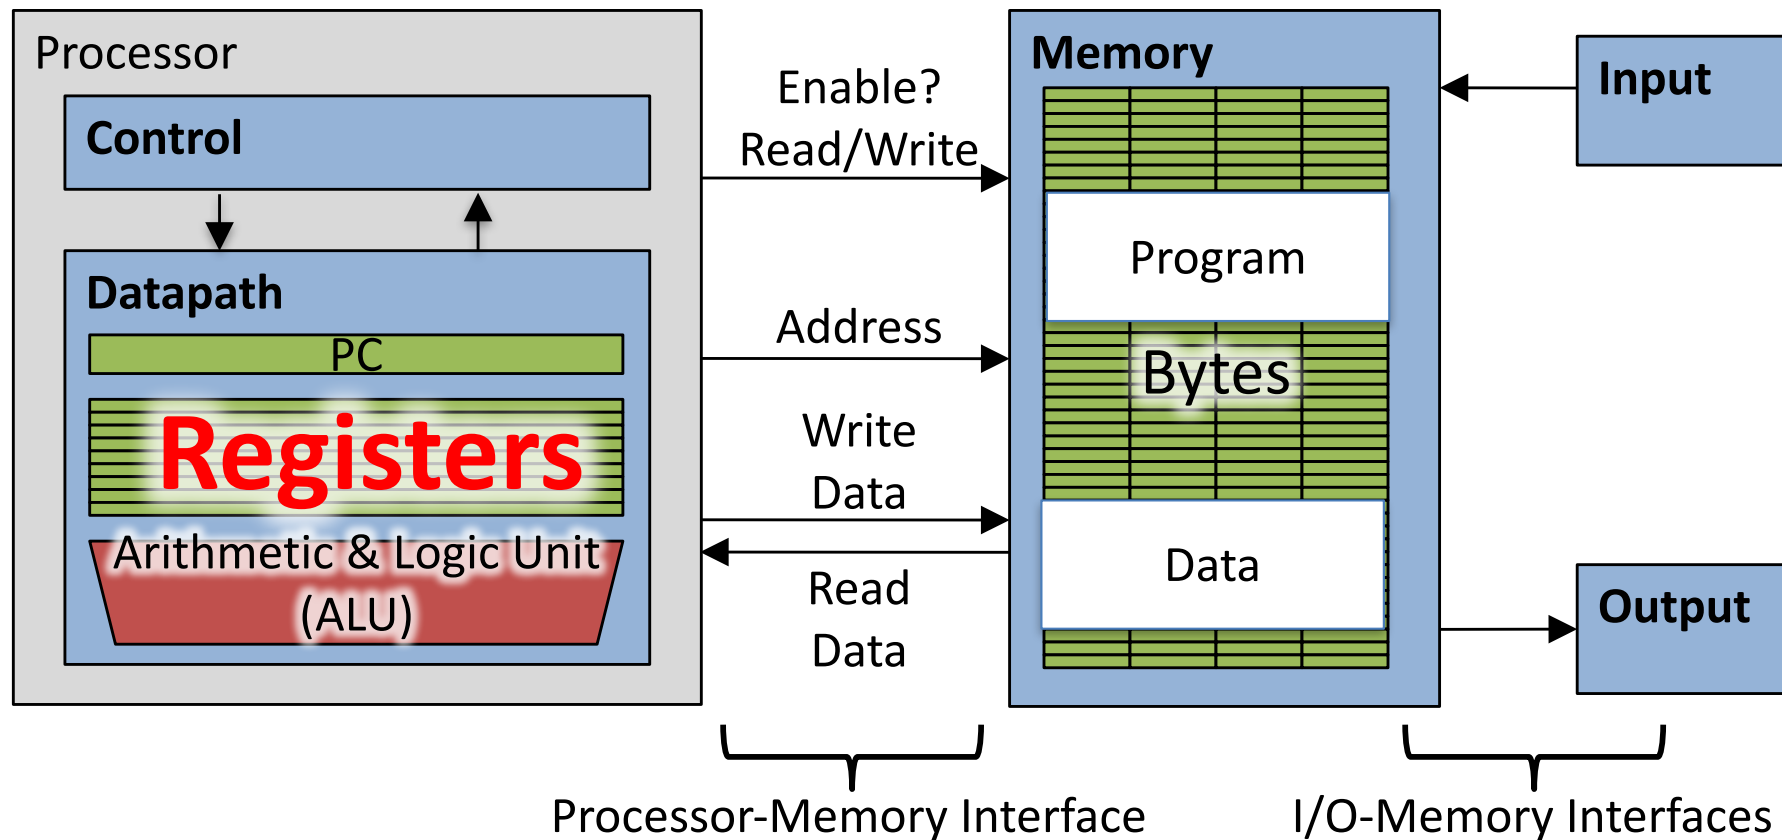 Processor
Control
Datapath
PC
Registers
Arithmetic & Logic Unit
(ALU)
Enable?
Read/Write
Address
Write
Data
Read
Data
Memory
Program
Bytes
Data
Input
Output
Processor-Memory Interface
I/O-Memory Interfaces